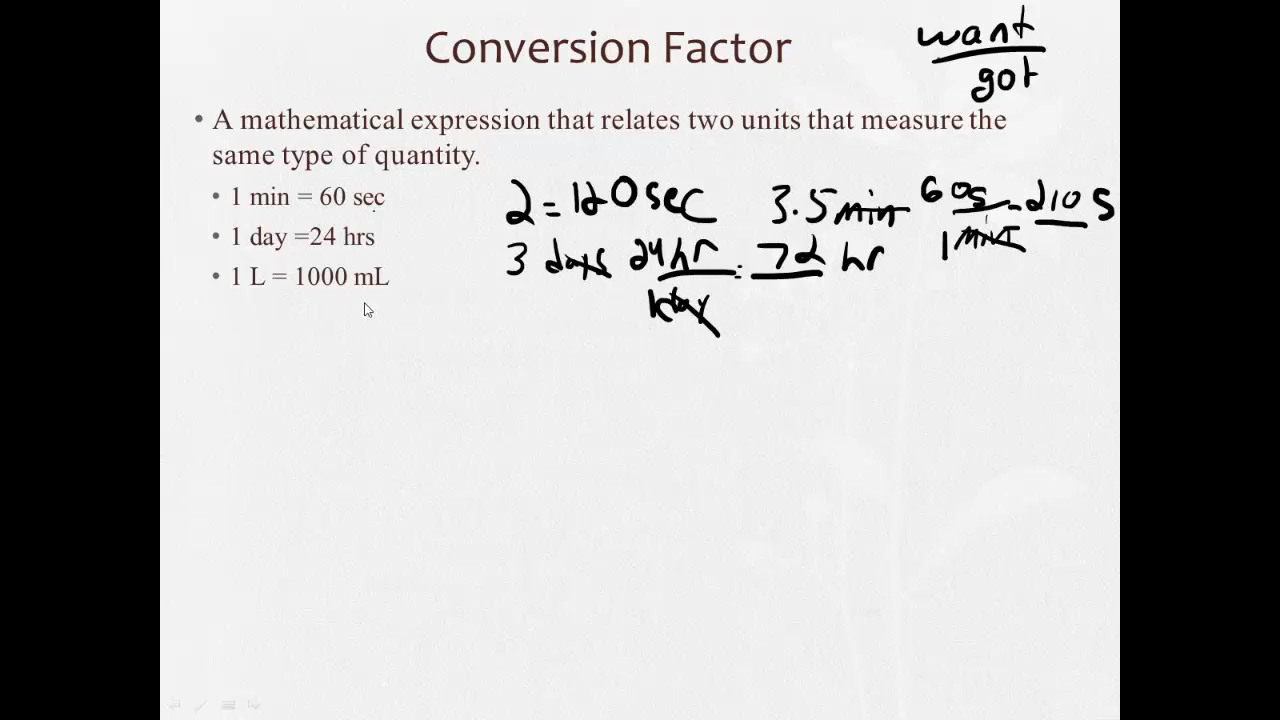 Conversion Factor
want
got
• A mathematical expression that relates two units that measure the
same type of quantity.
• 1 min = 60 sec
• 1 day =24 hrs
• 1 L = 1000 mL
2 = 120 sec
3.5 min 60s = 210 s
1 min
3 days 24 hr = 72 hr
1 day